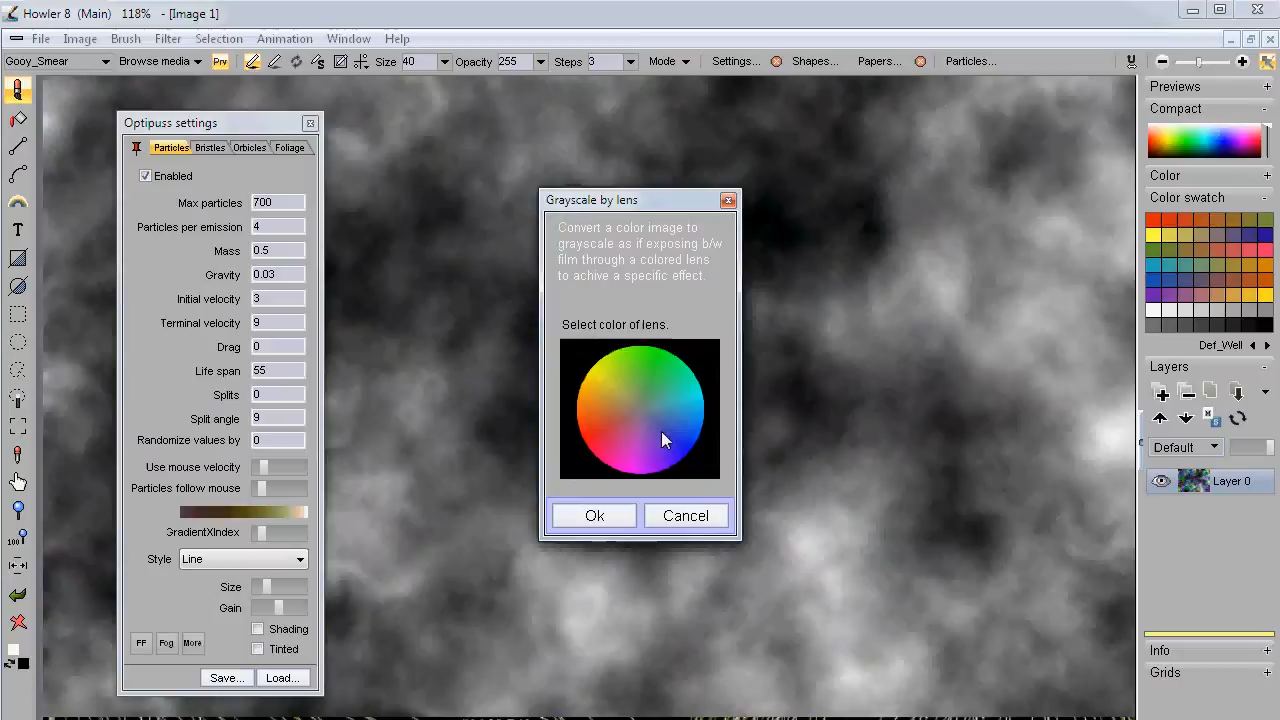 Howler 8 (Main) 118% - [Image 1]
File Image Brush Filter Selection Animation Window Help
Gooy_Smear Browse media Prv Size 40 Opacity 255 Steps 3 Mode Settings... Shapes... Papers... Particles...
Optipuss settings
Particles Bristles Orbicles Foliage
Enabled
Max particles 700
Particles per emission 4
Mass 0.5
Gravity 0.03
Initial velocity 3
Terminal velocity 9
Drag 0
Life span 55
Splits 0
Split angle 9
Randomize values by 0
Use mouse velocity
Particles follow mouse
GradientXIndex
Style Line
Size
Gain
Shading
Tinted
FF Fog More
Save... Load...
Grayscale by lens
Convert a color image to
grayscale as if exposing b/w
film through a colored lens
to achive a specific effect.
Select color of lens.
Ok Cancel
T
100
Previews
Compact
Color
Color swatch
Def_Well
Layers
M
S
Default
Layer 0
Info
Grids